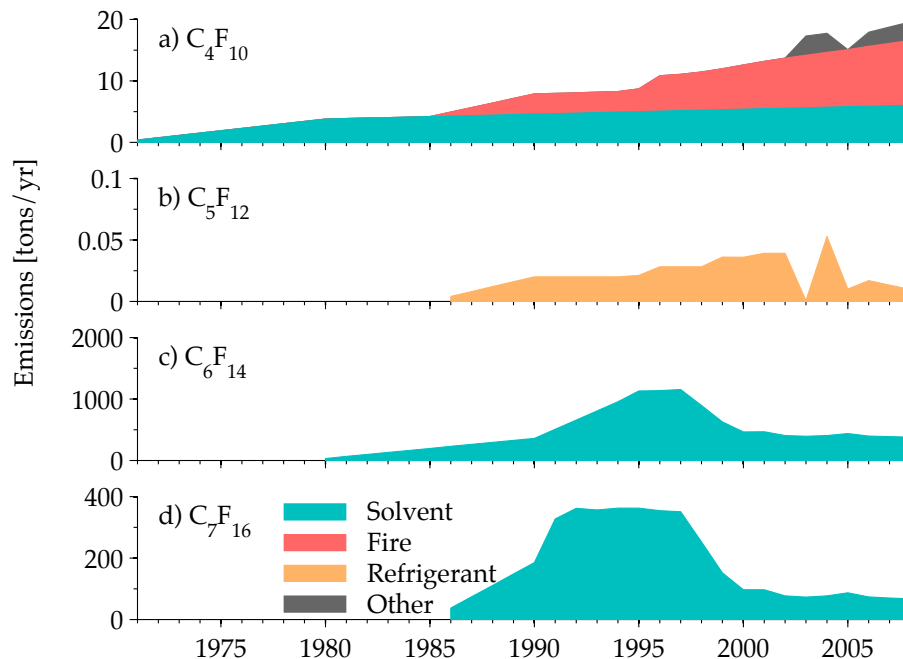 Emissions [tons/yr]
20
a) C4F10
10
0
0.1
b) C5F12
0.05
0
2000
c) C6F14
1000
0
400
d) C7F16
200
0
Solvent
Fire
Refrigerant
Other
1975 1980 1985 1990 1995 2000 2005